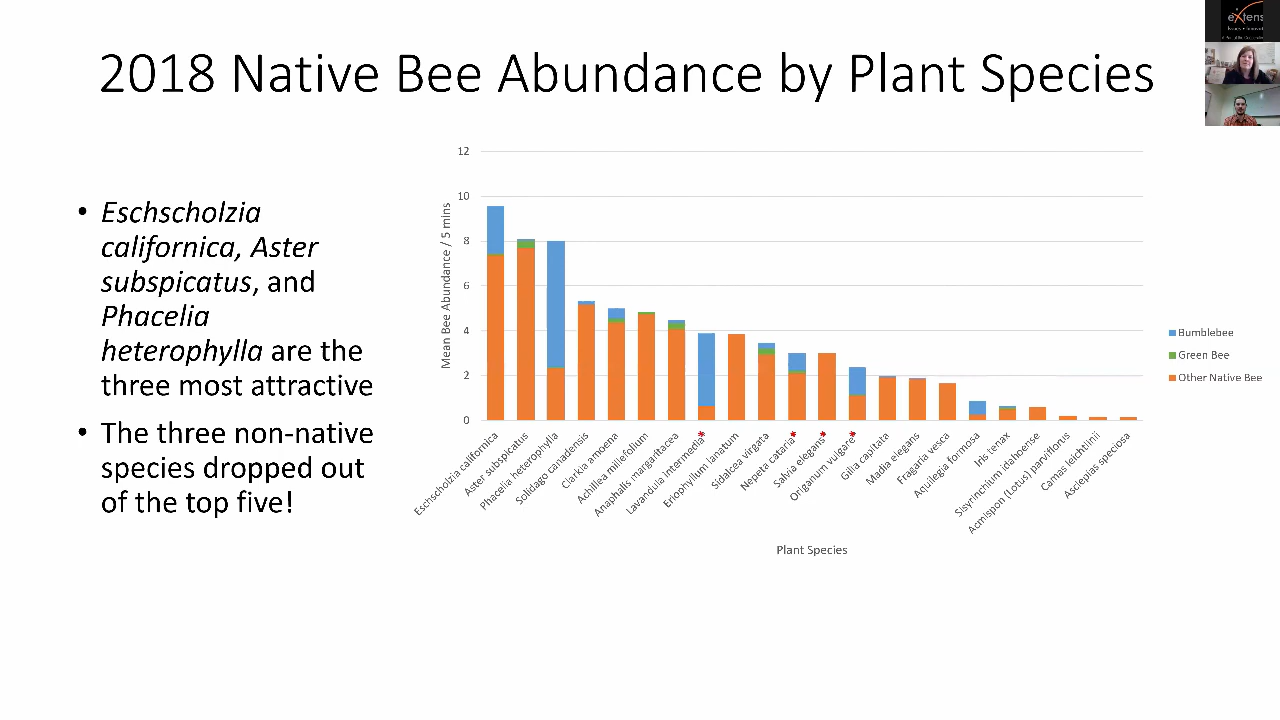 2018 Native Bee Abundance by Plant Species
• Eschscholzia
californica, Aster
subspicatus, and
Phacelia
heterophylla are the
three most attractive
• The three non-native
species dropped out
of the top five!
Mean Bee Abundance / 5 mins
12
10
8
6
4
2
0
Eschscholzia californica
Aster subspicatus
Phacelia heterophylla
Solidago canadensis
Clarkia amoena
Achillea millefolium
Anaphalis margaritacea
Lavandula intermedia*
Eriophyllum lanatum
Sidalcea virgata
Nepeta cataria*
Salvia elegans*
Origanum vulgare*
Gilia capitata
Madia elegans
Fragaria vesca
Aquilegia formosa
Iris tenax
Sisyrinchium idahoense
Acmispon (Lotus) parviflorus
Camas leichtlinii
Asclepias speciosa
Plant Species
Bumblebee
Green Bee
Other Native Bee
eXtens